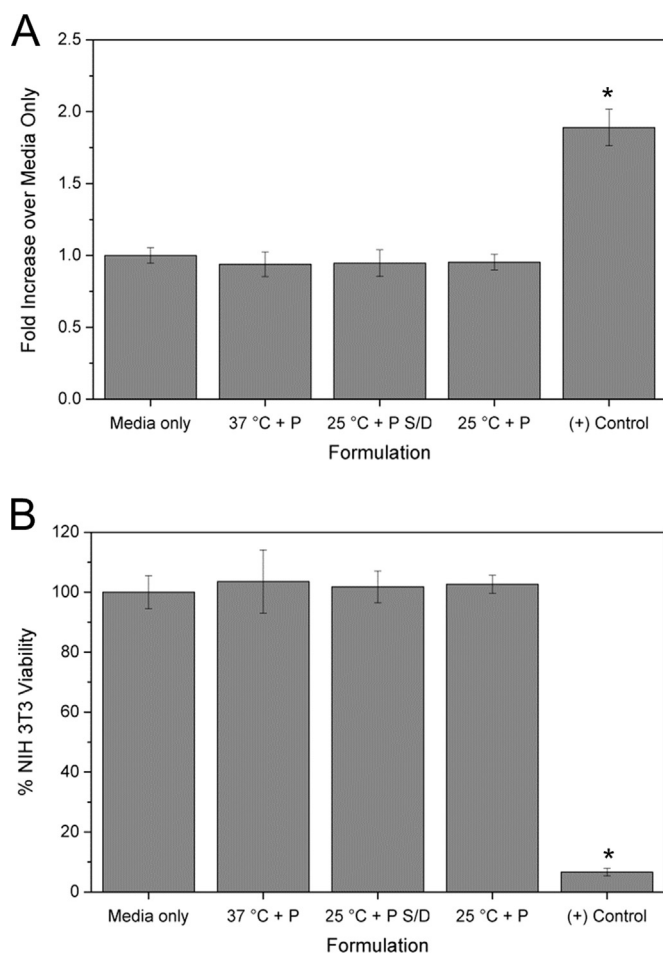 A
Fold Increase over Media Only
2.5
2.0
1.5
1.0
0.5
0.0
*
Media only 37 °C + P 25 °C + P S/D 25 °C + P (+) Control
Formulation
B
% NIH 3T3 Viability
120
100
80
60
40
20
0
*
Media only 37 °C + P 25 °C + P S/D 25 °C + P (+) Control
Formulation